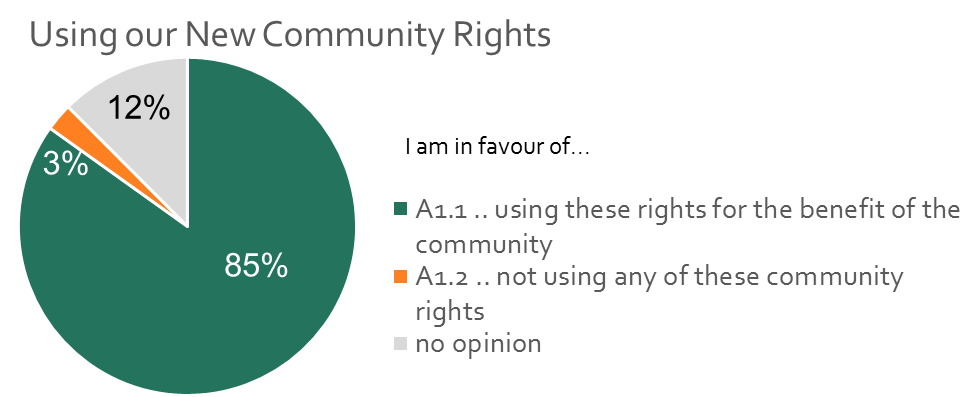 Using our New Community Rights
12%
3%
85%
I am in favour of...
A1.1 .. using these rights for the benefit of the
community
A1.2 .. not using any of these community
rights
no opinion